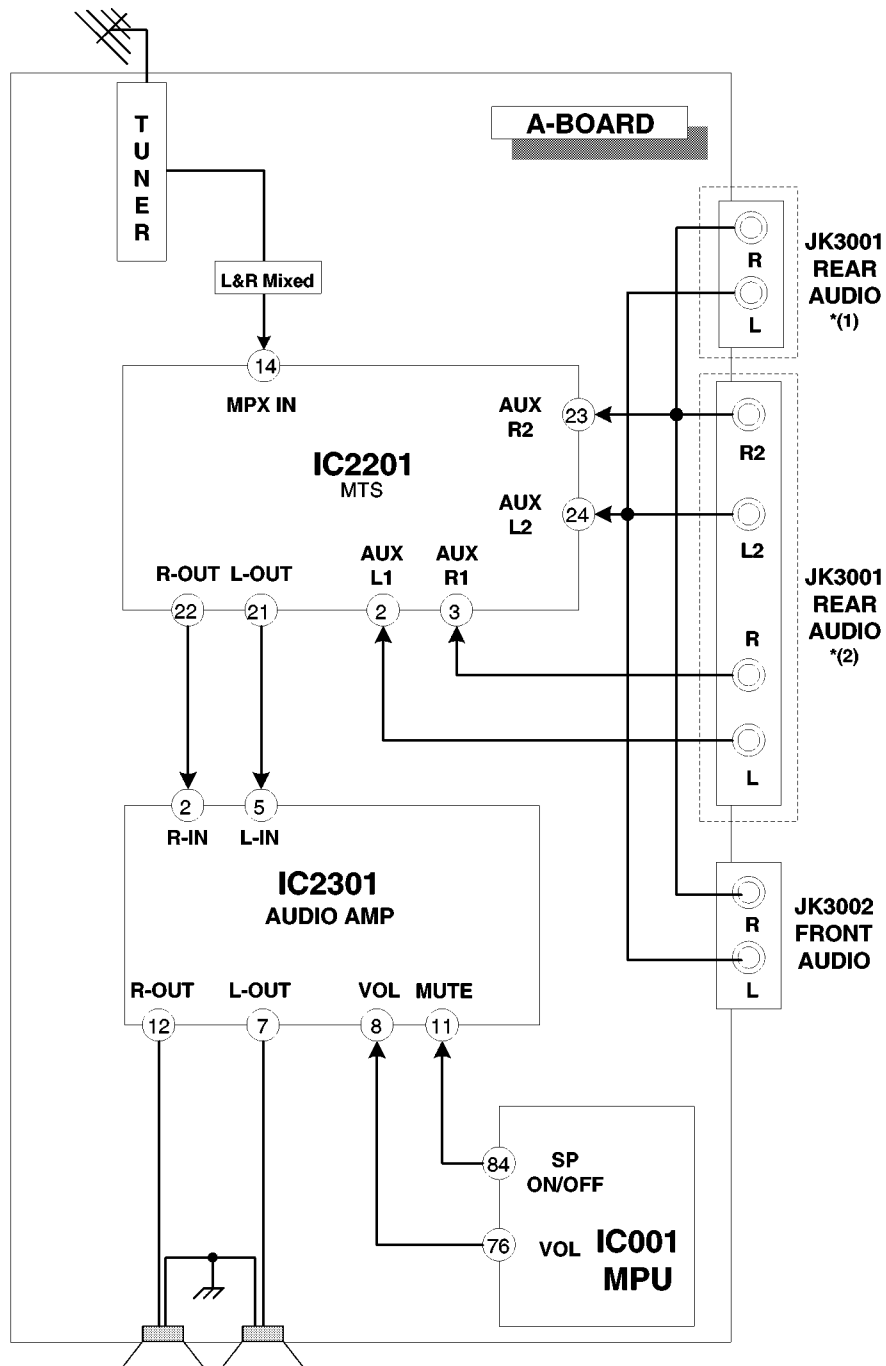 A-BOARD
T
U
N
E
R
L&R Mixed
14
MPX IN
AUX
R2
23
IC2201
MTS
AUX
L2
24
R-OUT
L-OUT
AUX
L1
AUX
R1
22
21
2
3
R
L
JK3001
REAR
AUDIO
*(1)
R2
L2
R
L
JK3001
REAR
AUDIO
*(2)
2
5
R-IN
L-IN
IC2301
AUDIO AMP
R-OUT
L-OUT
VOL
MUTE
12
7
8
11
R
L
JK3002
FRONT
AUDIO
84
SP
ON/OFF
76
VOL
IC001
MPU